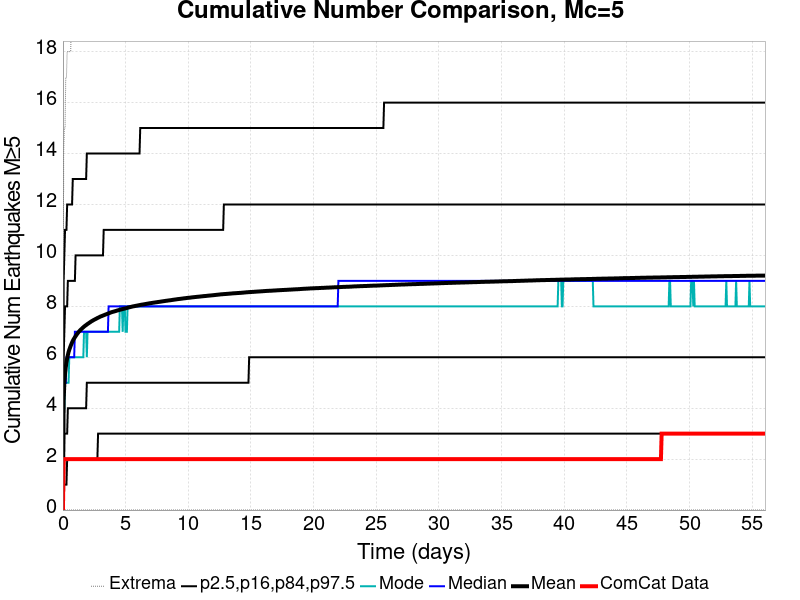 Cumulative Number Comparison, Mc=5
Cumulative Num Earthquakes M≥5
18
16
14
12
10
8
6
4
2
0
0 5 10 15 20 25 30 35 40 45 50 55
Time (days)
Extrema p2.5,p16,p84,p97.5 Mode Median Mean ComCat Data